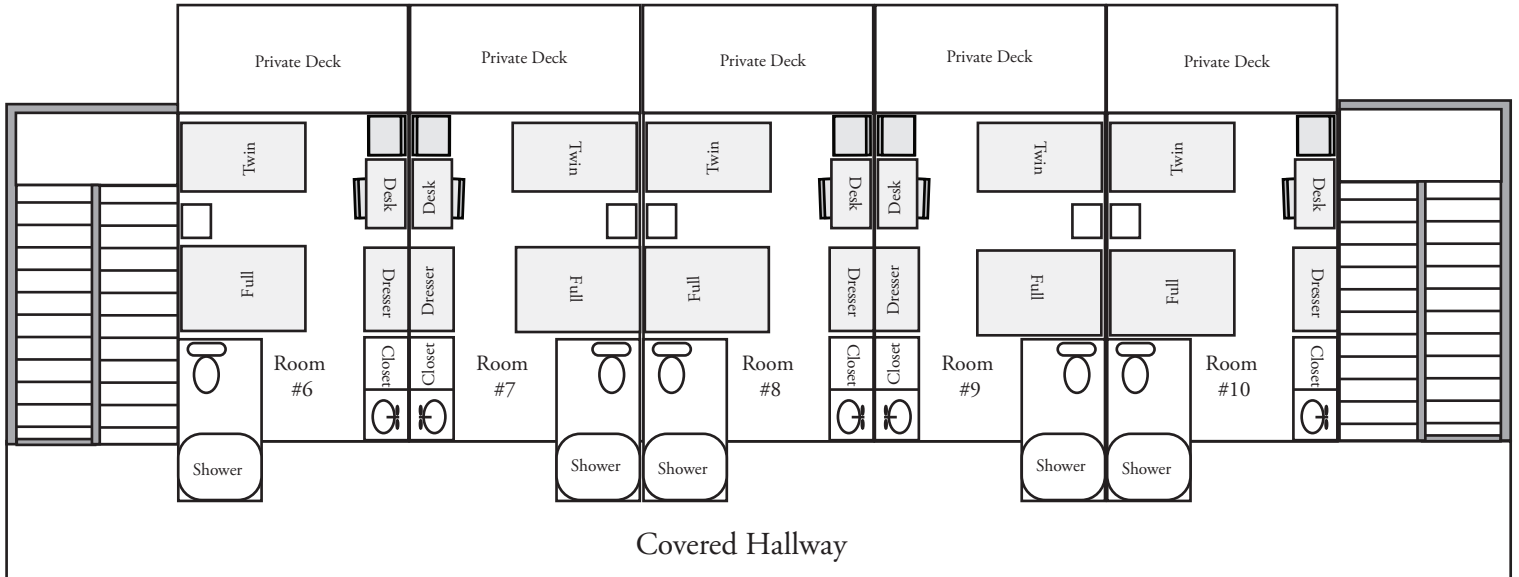 Private Deck
Private Deck
Private Deck
Private Deck
Private Deck
Twin
Twin
Twin
Twin
Twin
Desk
Desk
Desk
Desk
Desk
Full
Full
Full
Full
Full
Dresser
Dresser
Dresser
Dresser
Dresser
Closet
Closet
Closet
Closet
Closet
Room
#6
Room
#7
Room
#8
Room
#9
Room
#10
Shower
Shower
Shower
Shower
Shower
Covered Hallway